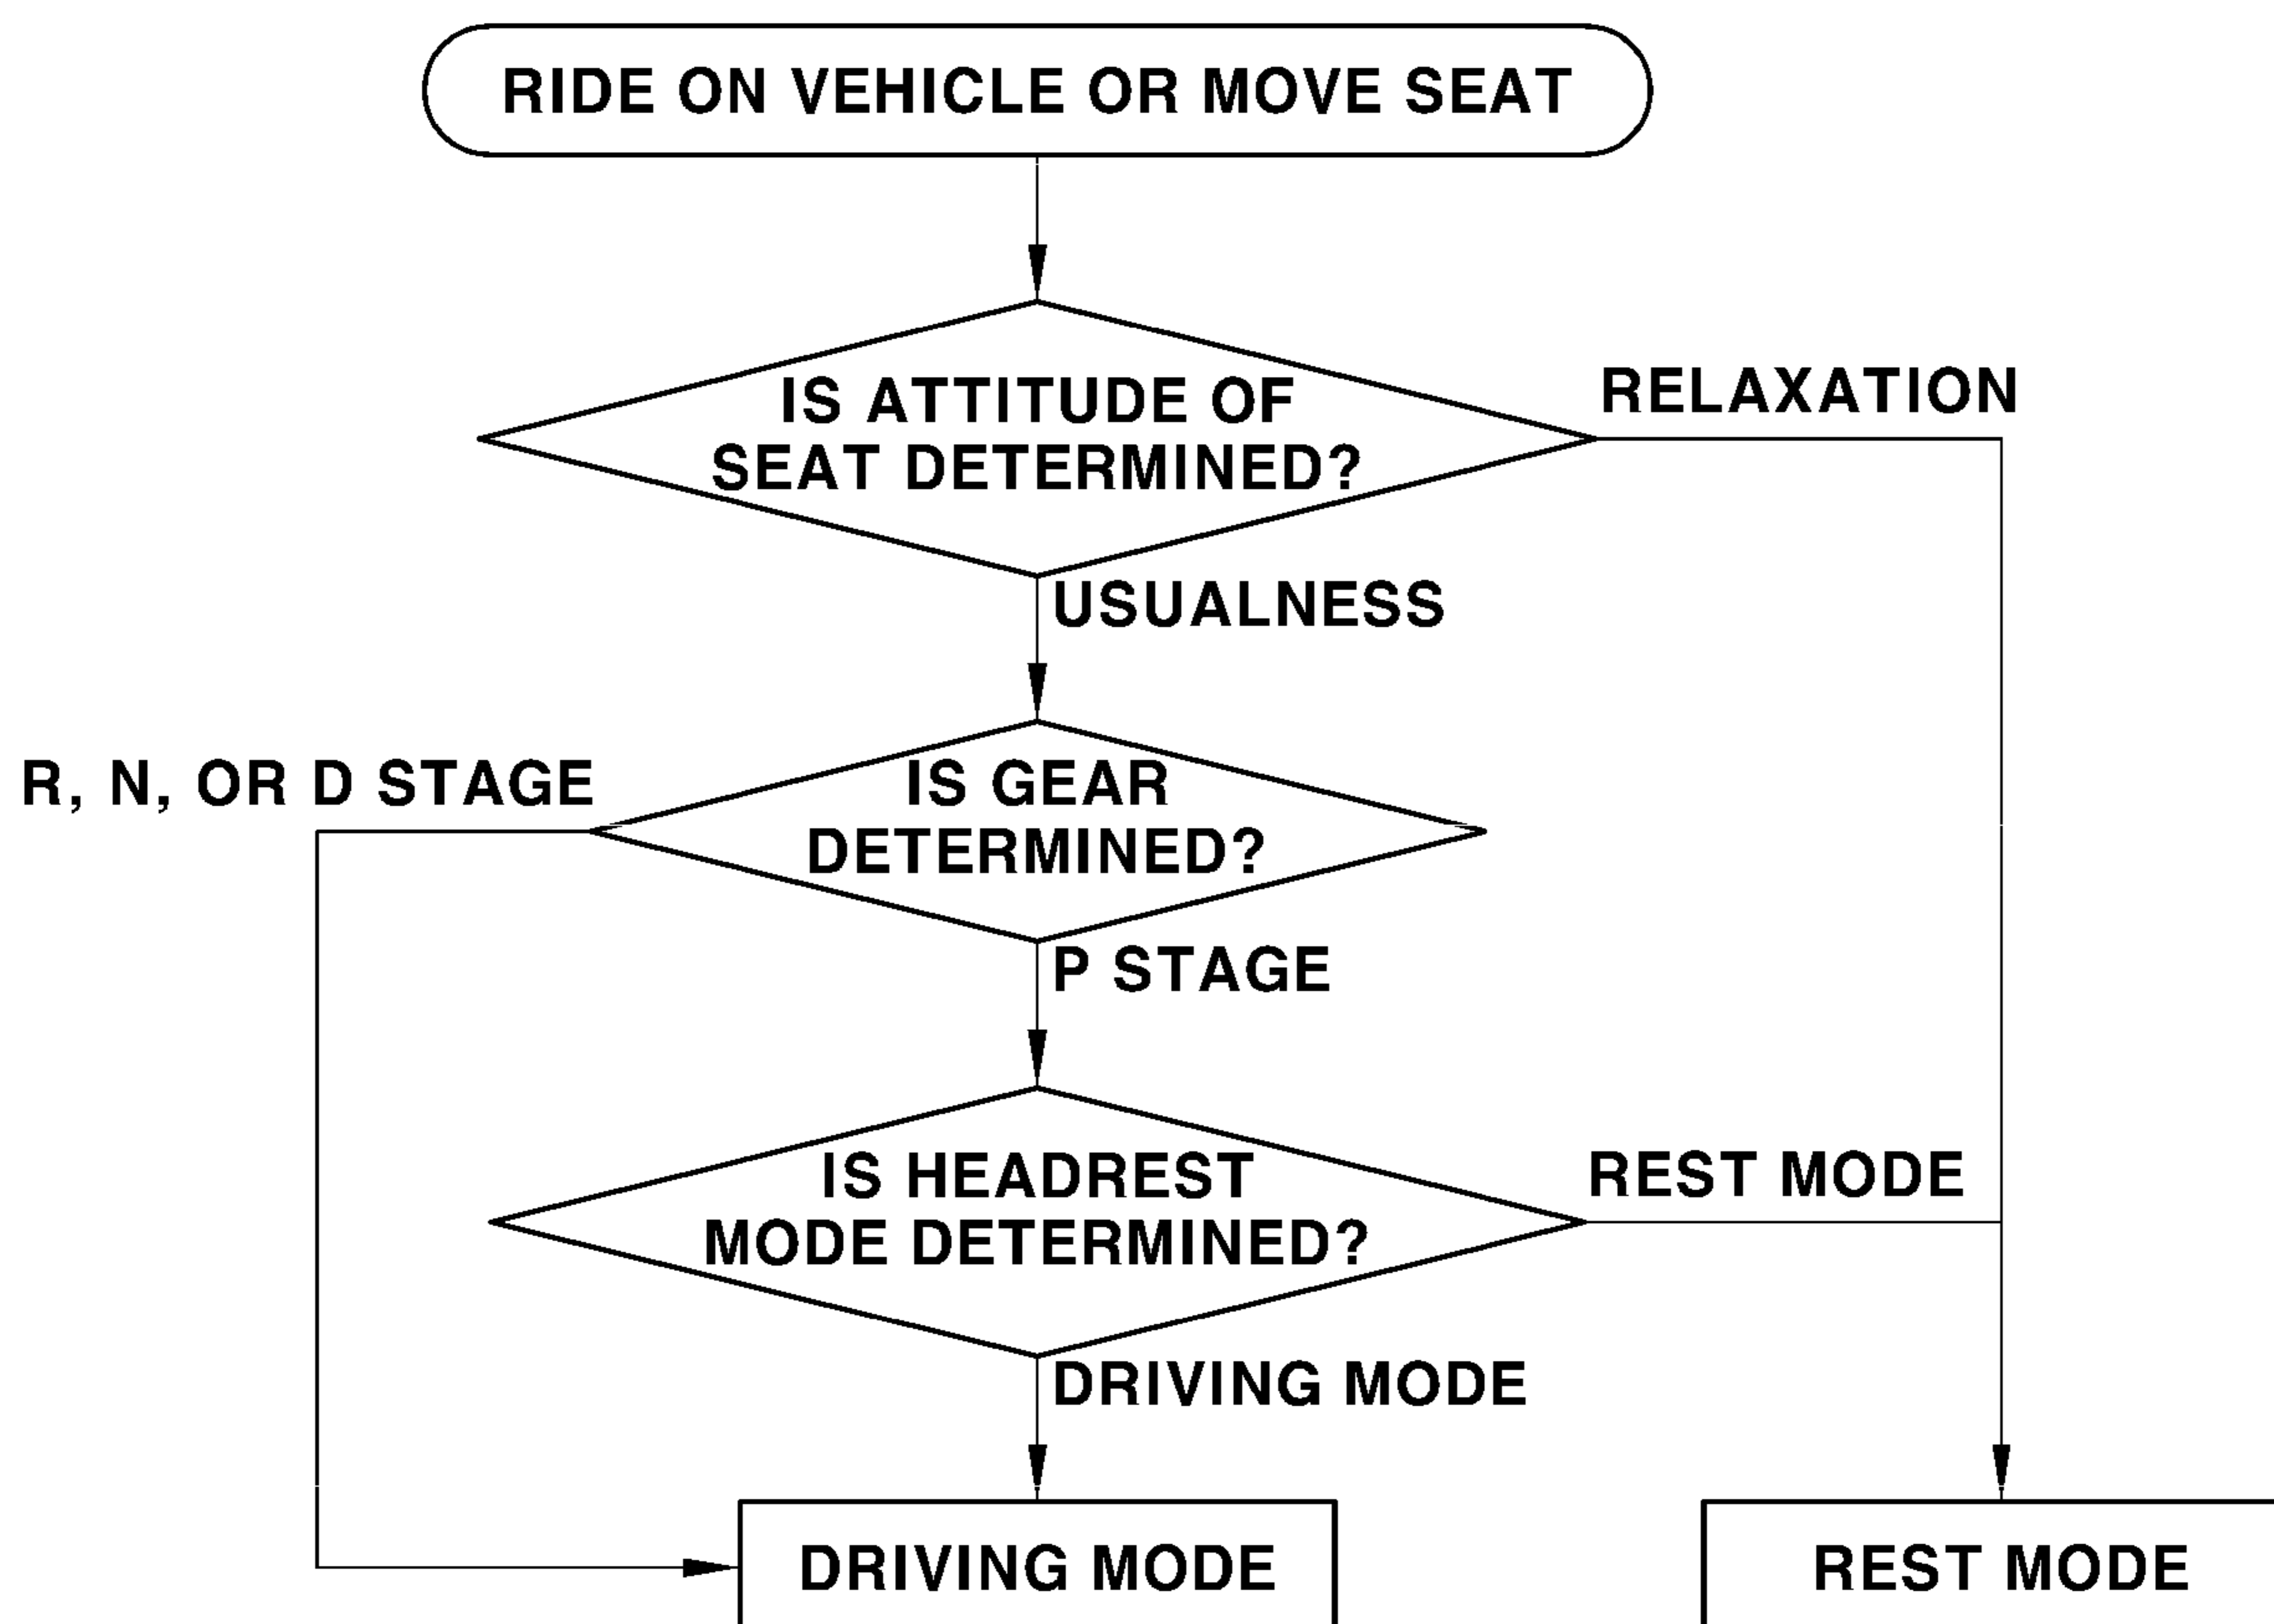 RIDE ON VEHICLE OR MOVE SEAT
IS ATTITUDE OF
SEAT DETERMINED?
RELAXATION
USUALNESS
R, N, OR D STAGE
IS GEAR
DETERMINED?
P STAGE
IS HEADREST
MODE DETERMINED?
REST MODE
DRIVING MODE
DRIVING MODE
REST MODE